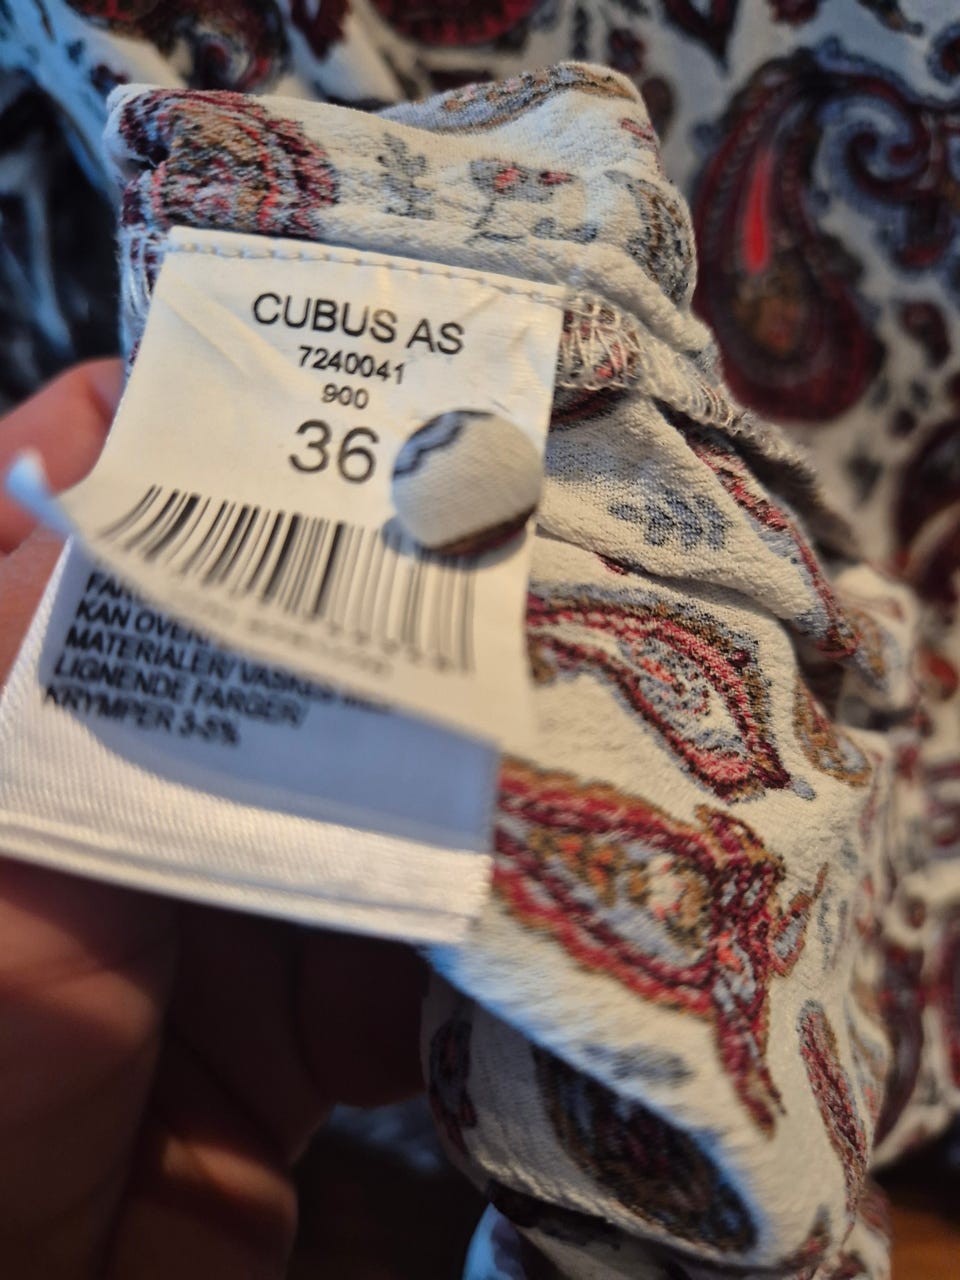 CUBUS AS
7240041
900
36
KAN OVER
MATERIALER/ VASKES
LIGNENDE FARGER/
KRYMPER 3-5%